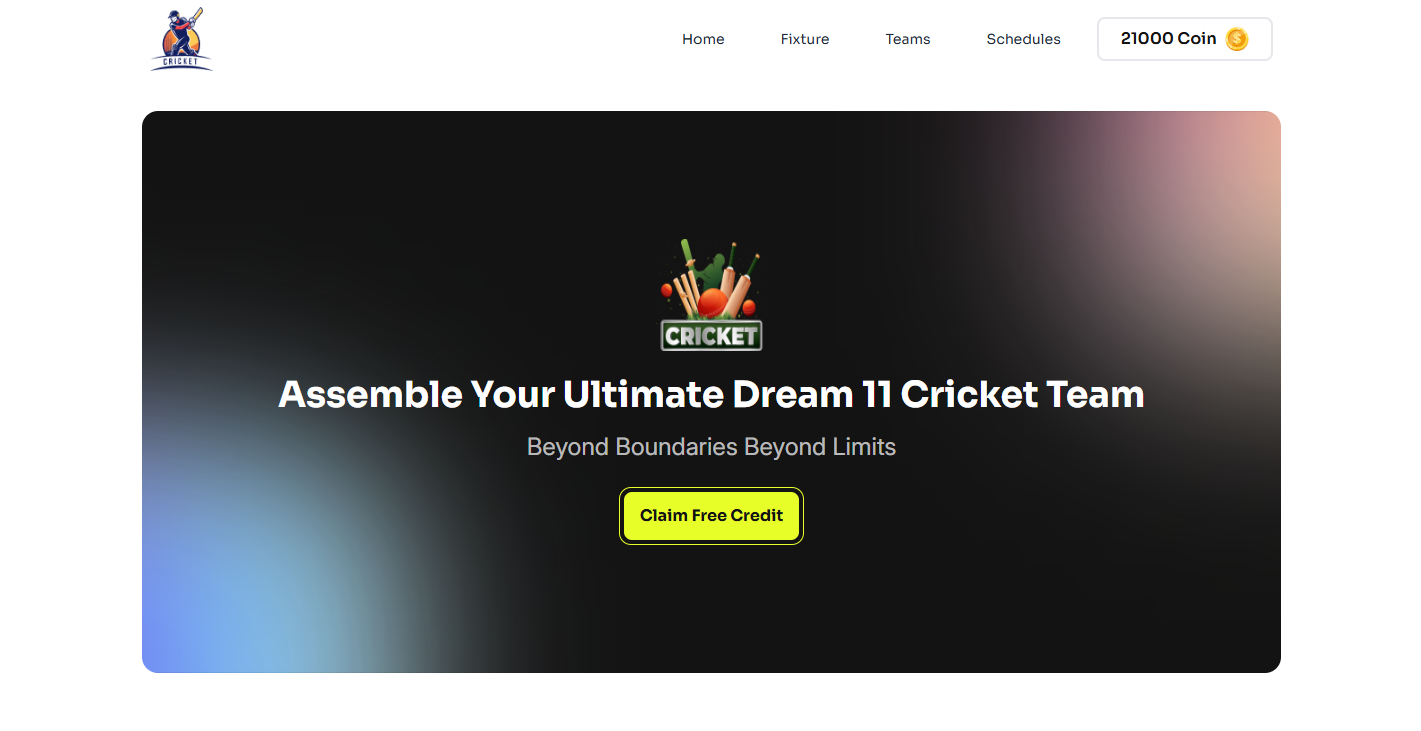 CRICKET
Home Fixture Teams Schedules 21000 Coin
CRICKET
Assemble Your Ultimate Dream 11 Cricket Team
Beyond Boundaries Beyond Limits
Claim Free Credit